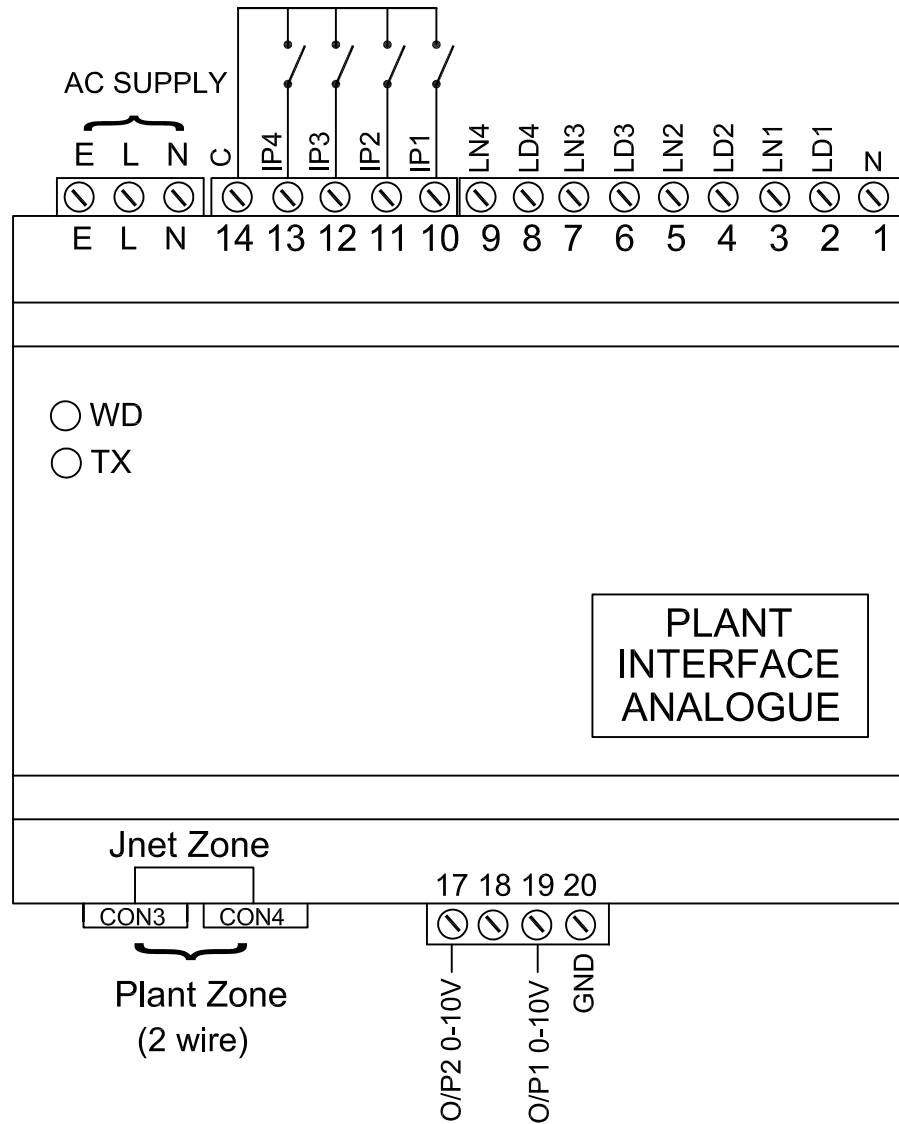 AC SUPPLY
E L N C IP4 IP3 IP2 IP1 LN4 LD4 LN3 LD3 LN2 LD2 LN1 LD1 N
E L N 14 13 12 11 10 9 8 7 6 5 4 3 2 1
WD
TX
PLANT
INTERFACE
ANALOGUE
Jnet Zone
CON3 CON4
Plant Zone
(2 wire)
17 18 19 20
O/P2 0-10V
O/P1 0-10V
GND